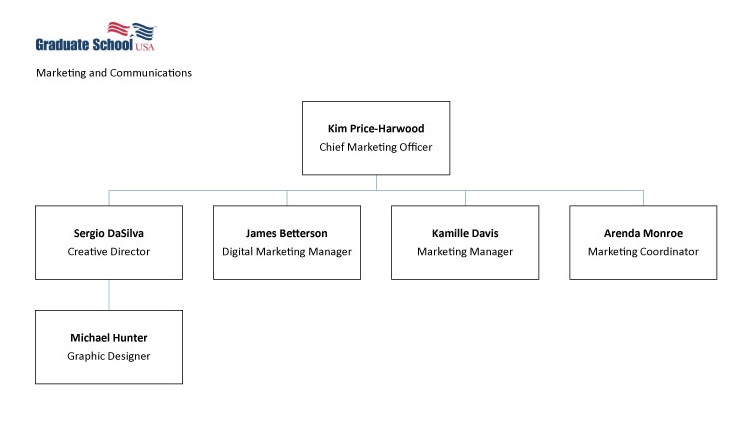 Graduate School USA
Marketing and Communications
Kim Price-Harwood
Chief Marketing Officer
Sergio DaSilva
Creative Director
James Betterson
Digital Marketing Manager
Kamille Davis
Marketing Manager
Arenda Monroe
Marketing Coordinator
Michael Hunter
Graphic Designer